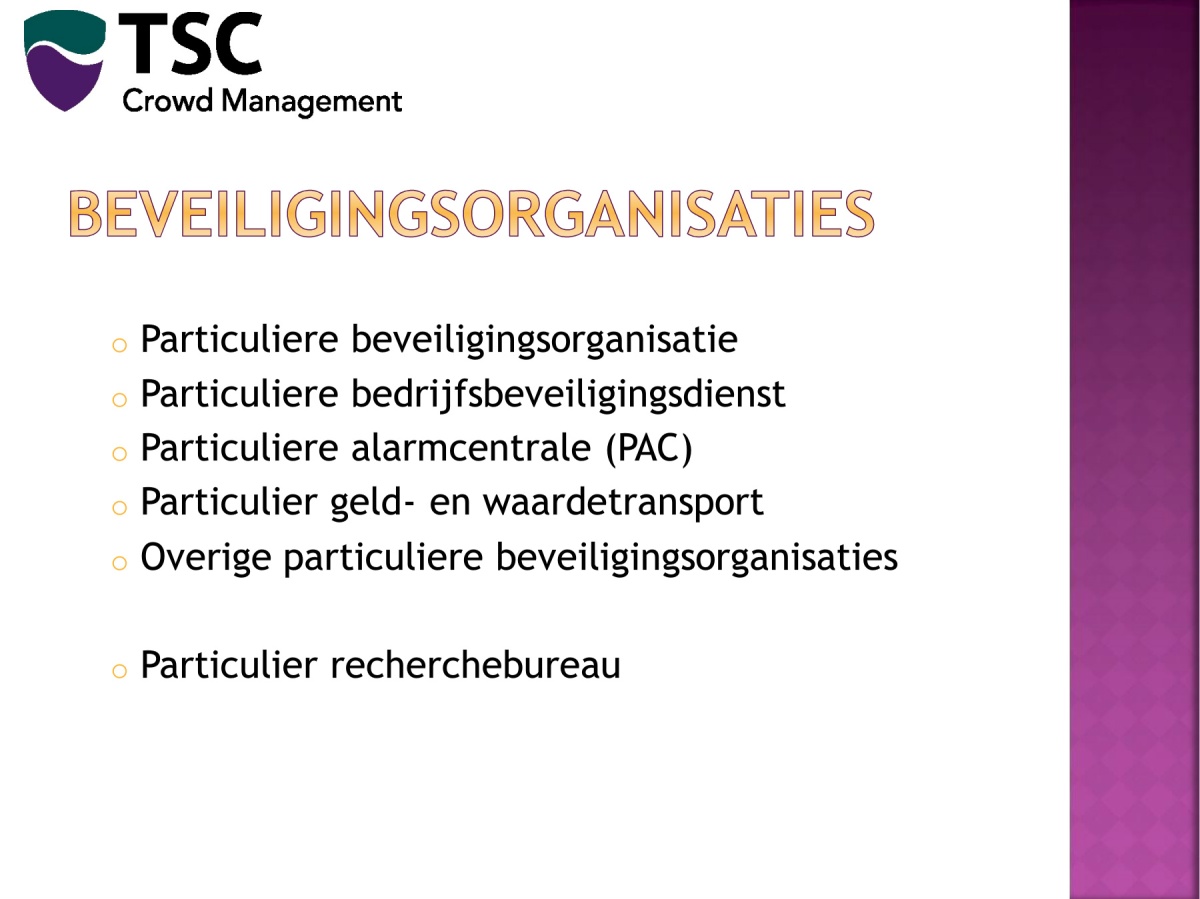 TSC
Crowd Management
BEVEILIGINGSORGANISATIES
o Particuliere beveiligingsorganisatie
o Particuliere bedrijfsbeveiligingsdienst
o Particuliere alarmcentrale (PAC)
o Particulier geld- en waardetransport
o Overige particuliere beveiligingsorganisaties
o Particulier recherchebureau